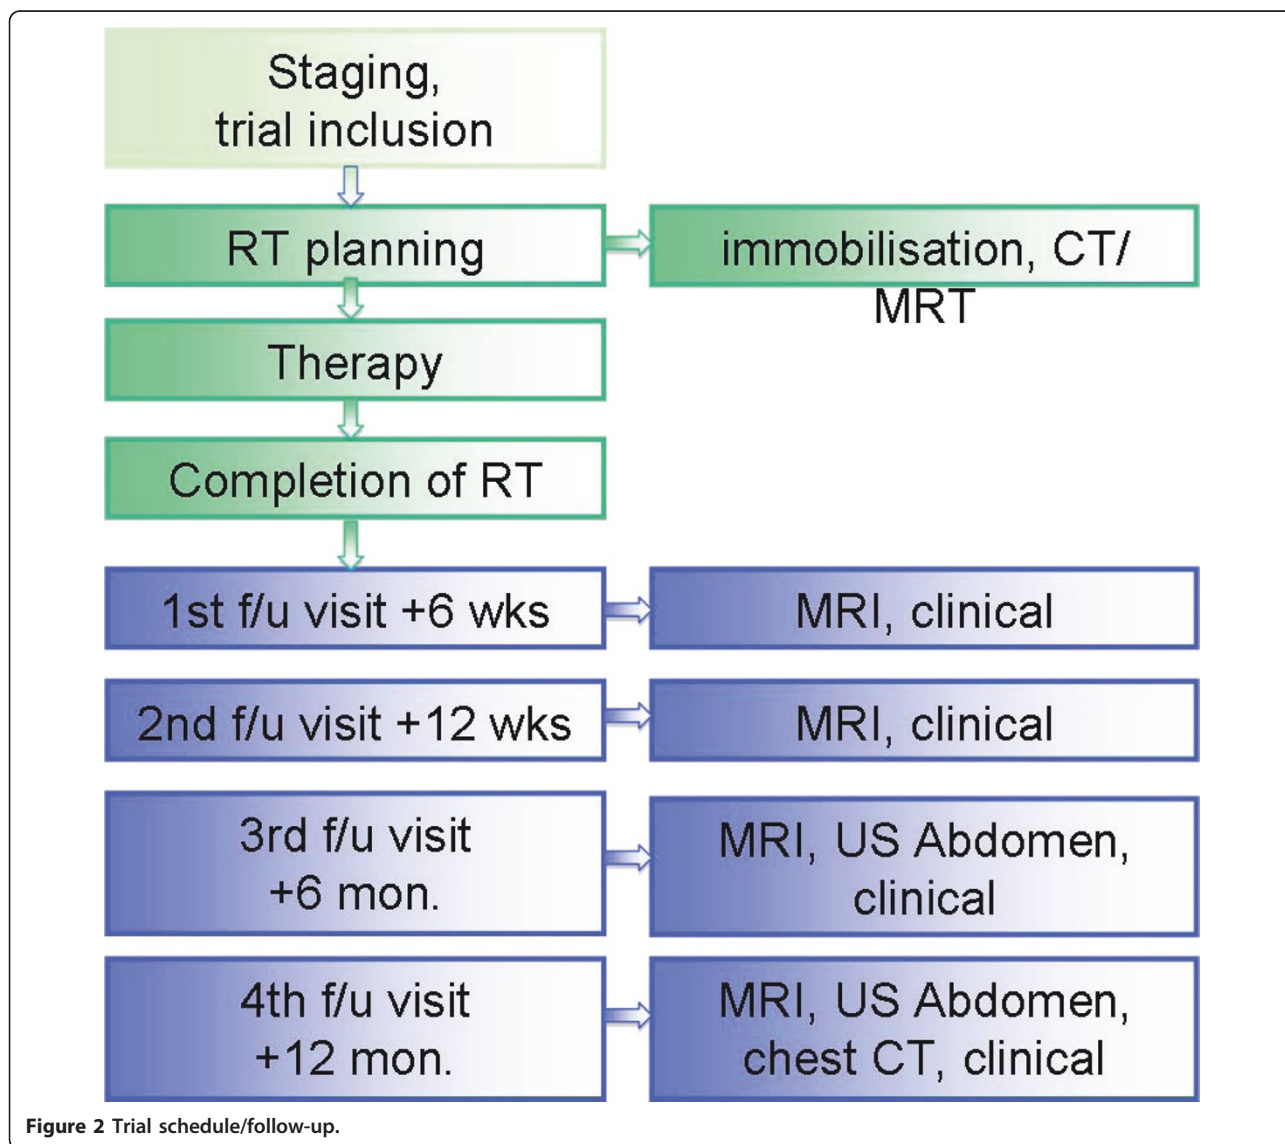 Staging,
trial inclusion
RT planning
immobilisation, CT/
MRT
Therapy
Completion of RT
1st f/u visit +6 wks
MRI, clinical
2nd f/u visit +12 wks
MRI, clinical
3rd f/u visit
+6 mon.
MRI, US Abdomen,
clinical
4th f/u visit
+12 mon.
MRI, US Abdomen,
chest CT, clinical
Figure 2 Trial schedule/follow-up.